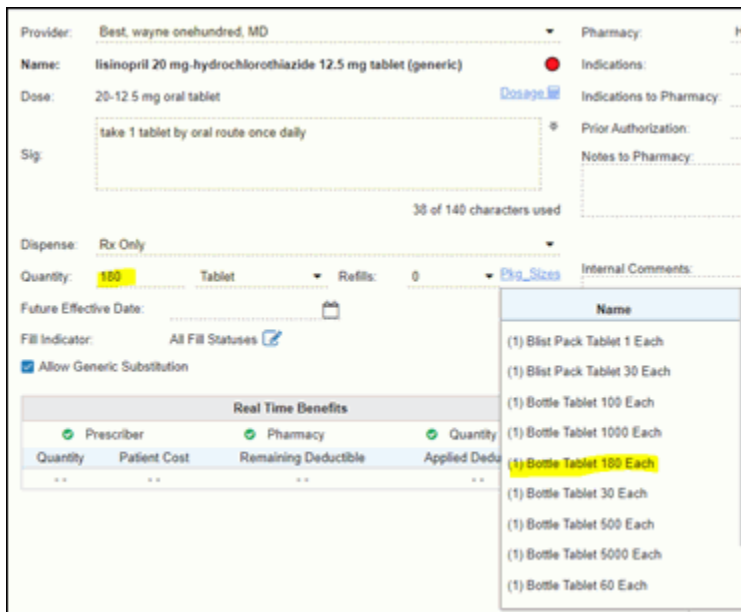 Provider: Best, wayne onehundred, MD
Pharmacy: H
Name: lisinopril 20 mg-hydrochlorothiazide 12.5 mg tablet (generic)
Indications:
Dose: 20-12.5 mg oral tablet Dosage
Indications to Pharmacy:
Sig: take 1 tablet by oral route once daily
Prior Authorization:
Notes to Pharmacy:
38 of 140 characters used
Dispense: Rx Only
Quantity: 180 Tablet Refills: 0 Pkg_Sizes
Internal Comments:
Future Effective Date:
Fill Indicator: All Fill Statuses
Allow Generic Substitution
Real Time Benefits
Prescriber Pharmacy Quantity
Quantity Patient Cost Remaining Deductible Applied Dedu
-- -- -- --
Name
(1) Blist Pack Tablet 1 Each
(1) Blist Pack Tablet 30 Each
(1) Bottle Tablet 100 Each
(1) Bottle Tablet 1000 Each
(1) Bottle Tablet 180 Each
(1) Bottle Tablet 30 Each
(1) Bottle Tablet 500 Each
(1) Bottle Tablet 5000 Each
(1) Bottle Tablet 60 Each